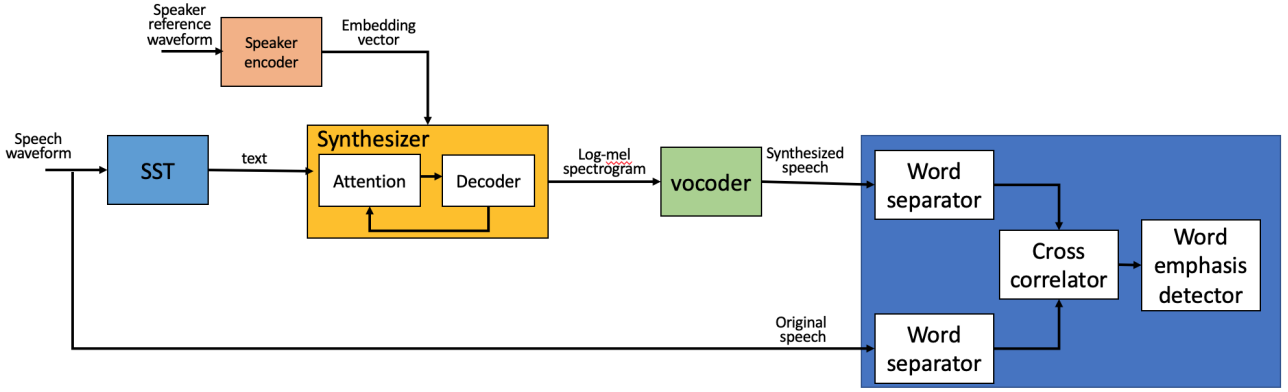 Speaker
reference
waveform
Speaker
encoder
Embedding
vector
Speech
waveform
SST
text
Synthesizer
Attention
Decoder
Log-mel
spectrogram
vocoder
Synthesized
speech
Word
separator
Cross
correlator
Word
emphasis
detector
Original
speech
Word
separator